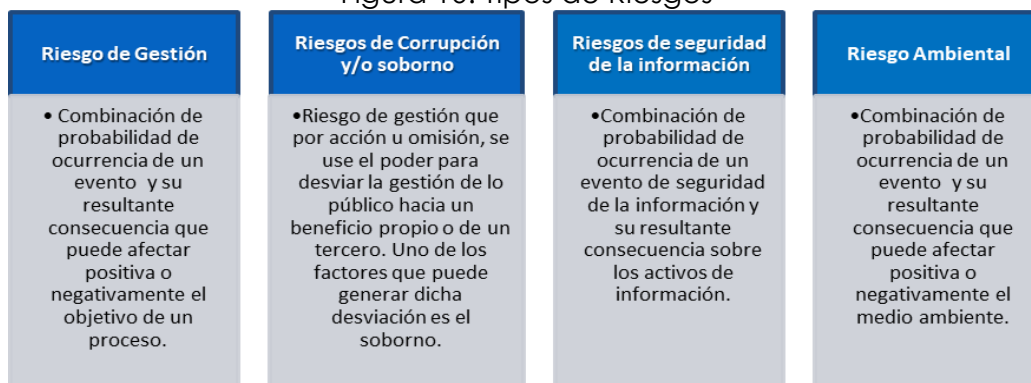 Figura 10. Tipos de Riesgos
Riesgo de Gestión
• Combinación de
probabilidad de
ocurrencia de un
evento y su
resultante
consecuencia que
puede afectar
positiva o
negativamente el
objetivo de un
proceso.
Riesgos de Corrupción
y/o soborno
•Riesgo de gestión que
por acción u omisión, se
use el poder para
desviar la gestión de lo
público hacia un
beneficio propio o de un
tercero. Uno de los
factores que puede
generar dicha
desviación es el
soborno.
Riesgos de seguridad
de la información
•Combinación de
probabilidad de
ocurrencia de un
evento de seguridad
de la información y
su resultante
consecuencia sobre
los activos de
información.
Riesgo Ambiental
•Combinación de
probabilidad de
ocurrencia de un
evento y su
resultante
consecuencia que
puede afectar
positiva o
negativamente el
medio ambiente.